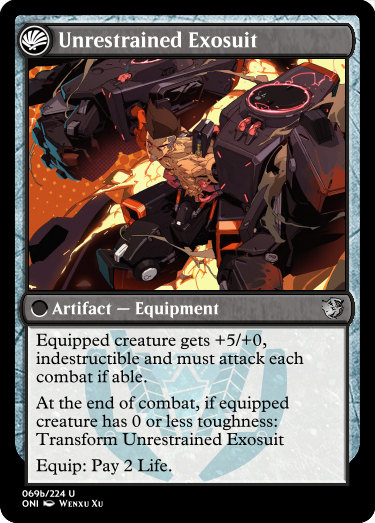 Unrestrained Exosuit
Artifact — Equipment
Equipped creature gets +5/+0,
indestructible and must attack each
combat if able.
At the end of combat, if equipped
creature has 0 or less toughness:
Transform Unrestrained Exosuit
Equip: Pay 2 Life.
069b/224 U
ONI Wenxu Xu